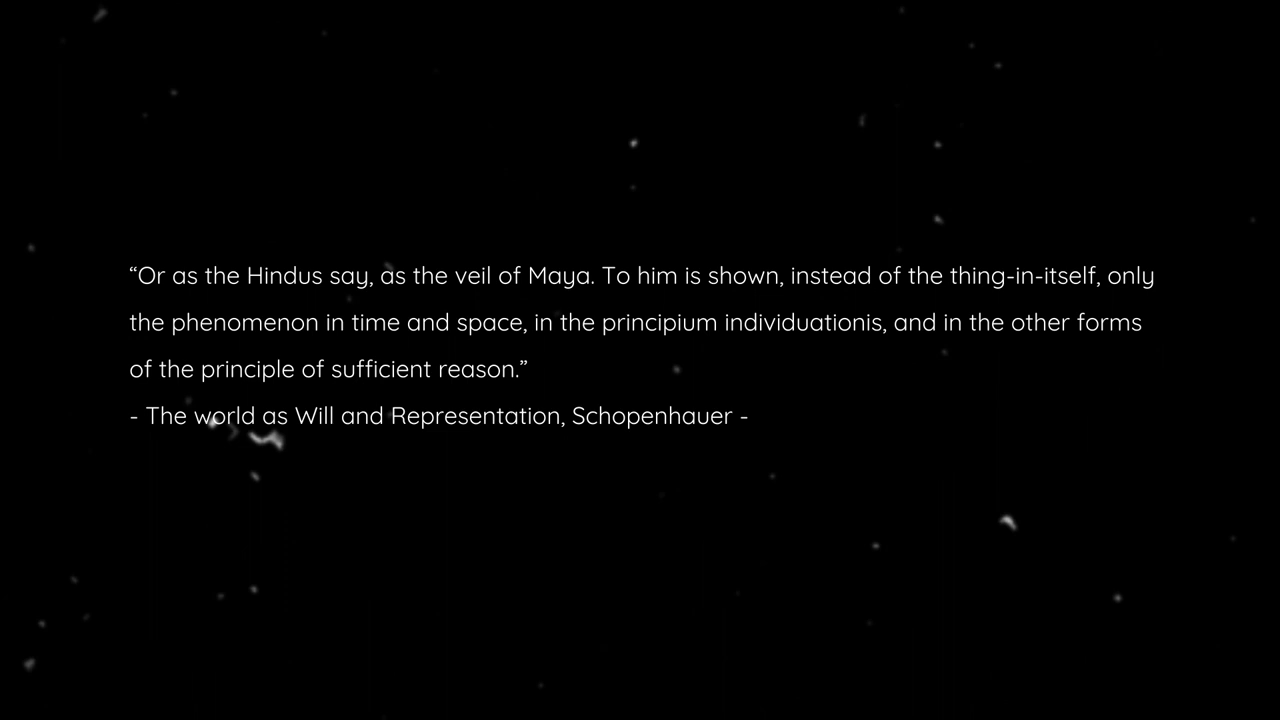 “Or as the Hindus say, as the veil of Maya. To him is shown, instead of the thing-in-itself, only
the phenomenon in time and space, in the principium individuationis, and in the other forms
of the principle of sufficient reason.”
- The world as Will and Representation, Schopenhauer -